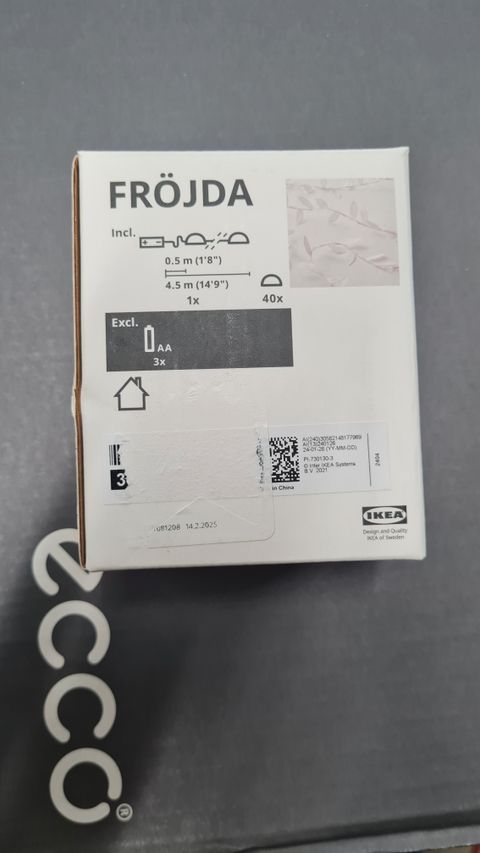 FRÖJDA
Incl.
0.5 m (1'8")
4.5 m (14'9")
1x
40x
Excl.
AA
3x
24-01-26 (YY-MM-DD)
PI-730130-3
© Inter IKEA Systems
B.V. 2021
2404
3
in China
081208 14.2.2025
IKEA
Design and Quality
IKEA of Sweden
ecco®